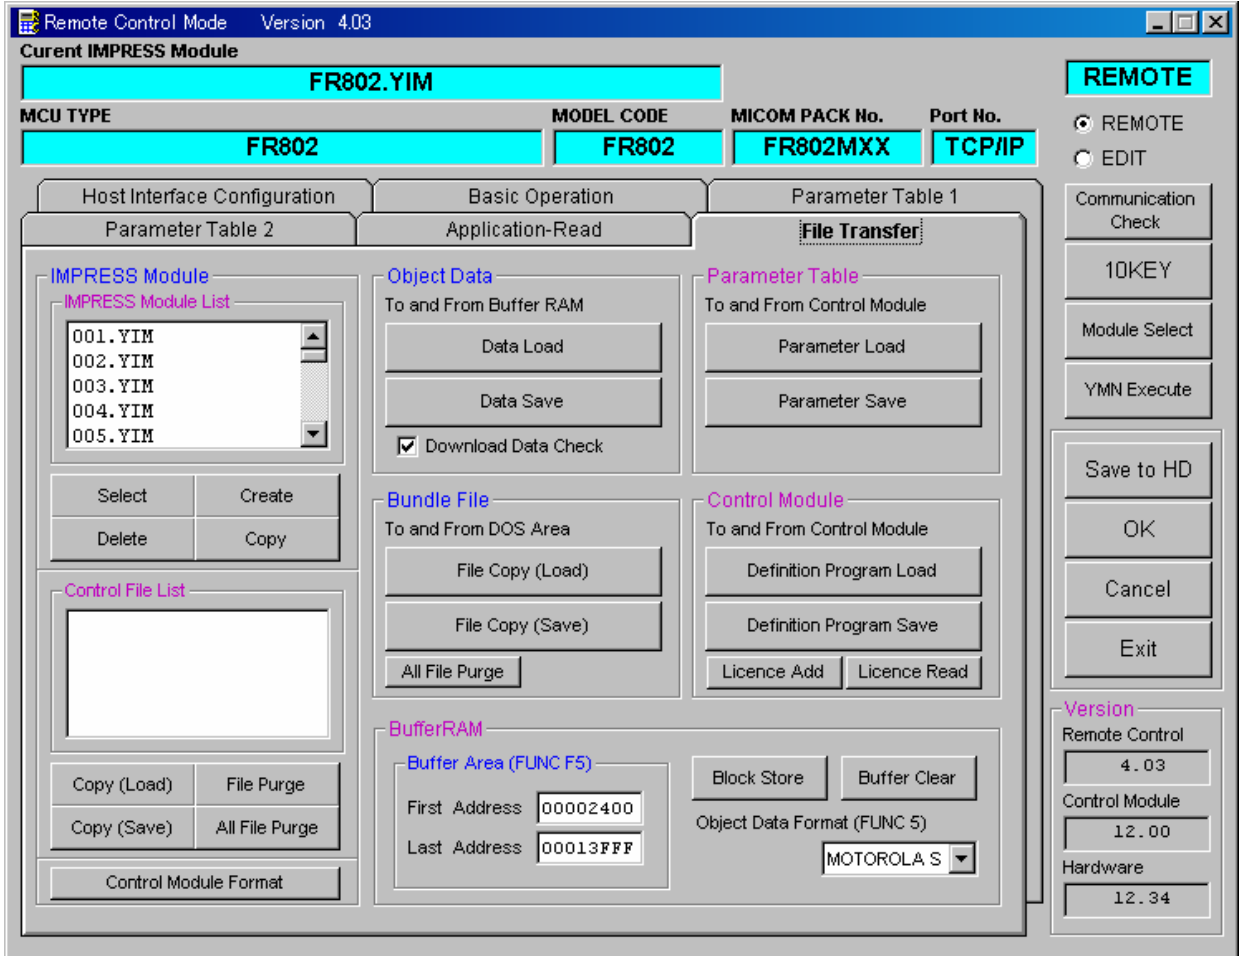 Remote Control Mode Version 4.03
Curent IMPRESS Module
FR802.YIM
REMOTE
MCU TYPE
MODEL CODE
MICOM PACK No.
Port No.
FR802
FR802
FR802MXX
TCP/IP
REMOTE
EDIT
Host Interface Configuration
Basic Operation
Parameter Table 1
Parameter Table 2
Application-Read
File Transfer
IMPRESS Module
IMPRESS Module List
001.YIM
002.YIM
003.YIM
004.YIM
005.YIM
Select
Create
Delete
Copy
Control File List
Copy (Load)
File Purge
Copy (Save)
All File Purge
Control Module Format
Object Data
To and From Buffer RAM
Data Load
Data Save
Download Data Check
Parameter Table
To and From Control Module
Parameter Load
Parameter Save
Bundle File
To and From DOS Area
File Copy (Load)
File Copy (Save)
All File Purge
Control Module
To and From Control Module
Definition Program Load
Definition Program Save
Licence Add
Licence Read
BufferRAM
Buffer Area (FUNC F5)
First Address
00002400
Last Address
00013FFF
Block Store
Buffer Clear
Object Data Format (FUNC 5)
MOTOROLA S
Communication
Check
10KEY
Module Select
YMN Execute
Save to HD
OK
Cancel
Exit
Version
Remote Control
4.03
Control Module
12.00
Hardware
12.34